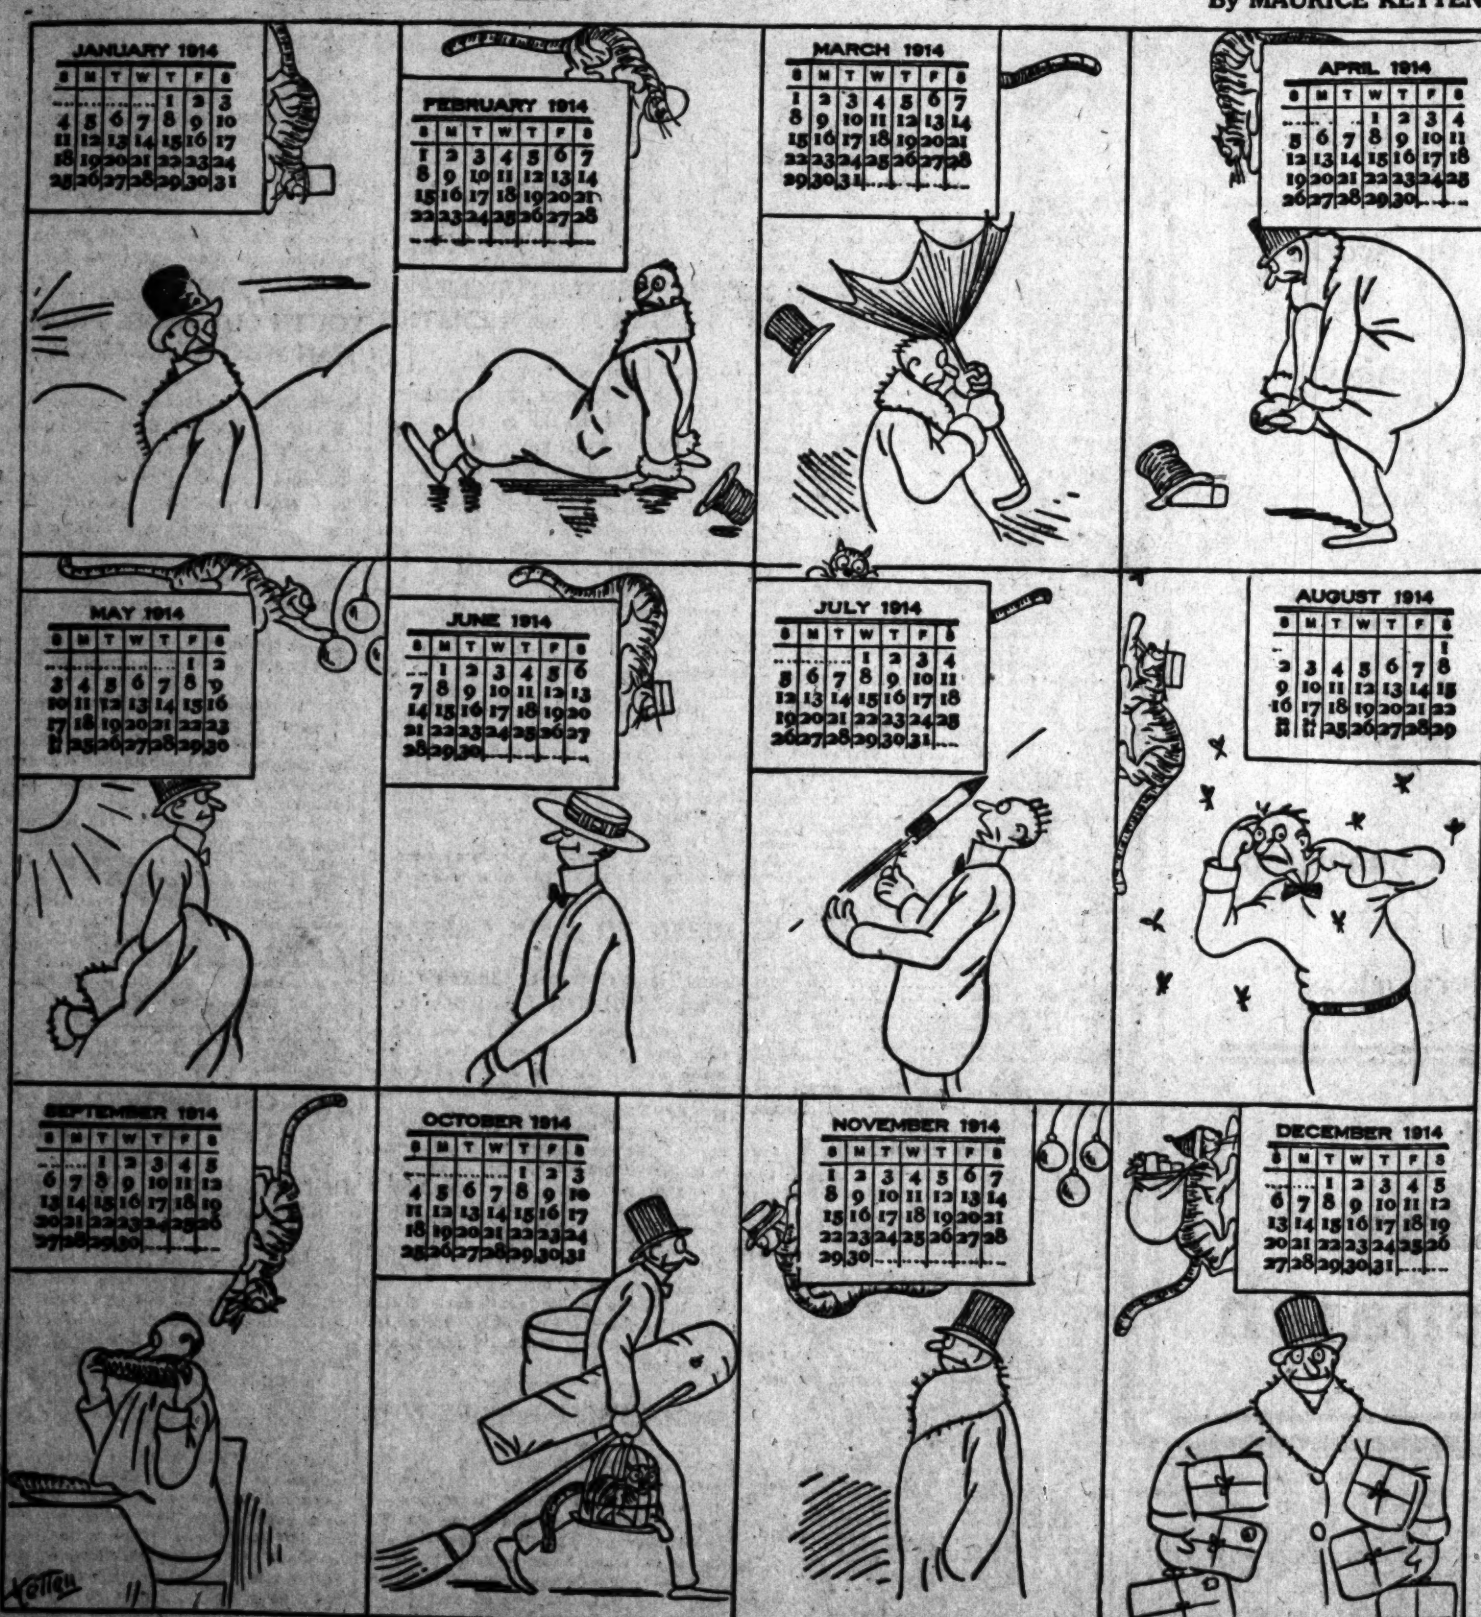 By MAURICE KETTEN
JANUARY 1914
S M T W T F S
1 2 3
4 5 6 7 8 9 10
11 12 13 14 15 16 17
18 19 20 21 22 23 24
25 26 27 28 29 30 31
FEBRUARY 1914
S M T W T F S
1 2 3 4 5 6 7
8 9 10 11 12 13 14
15 16 17 18 19 20 21
22 23 24 25 26 27 28
MARCH 1914
S M T W T F S
1 2 3 4 5 6 7
8 9 10 11 12 13 14
15 16 17 18 19 20 21
22 23 24 25 26 27 28
29 30 31
APRIL 1914
S M T W T F S
1 2 3 4
5 6 7 8 9 10 11
12 13 14 15 16 17 18
19 20 21 22 23 24 25
26 27 28 29 30
MAY 1914
S M T W T F S
1 2
3 4 5 6 7 8 9
10 11 12 13 14 15 16
17 18 19 20 21 22 23
24/31 25 26 27 28 29 30
JUNE 1914
S M T W T F S
1 2 3 4 5 6
7 8 9 10 11 12 13
14 15 16 17 18 19 20
21 22 23 24 25 26 27
28 29 30
JULY 1914
S M T W T F S
1 2 3 4
5 6 7 8 9 10 11
12 13 14 15 16 17 18
19 20 21 22 23 24 25
26 27 28 29 30 31
AUGUST 1914
S M T W T F S
1
2 3 4 5 6 7 8
9 10 11 12 13 14 15
16 17 18 19 20 21 22
23/30 24/31 25 26 27 28 29
SEPTEMBER 1914
S M T W T F S
1 2 3 4 5
6 7 8 9 10 11 12
13 14 15 16 17 18 19
20 21 22 23 24 25 26
27 28 29 30
OCTOBER 1914
S M T W T F S
1 2 3
4 5 6 7 8 9 10
11 12 13 14 15 16 17
18 19 20 21 22 23 24
25 26 27 28 29 30 31
NOVEMBER 1914
S M T W T F S
1 2 3 4 5 6 7
8 9 10 11 12 13 14
15 16 17 18 19 20 21
22 23 24 25 26 27 28
29 30
DECEMBER 1914
S M T W T F S
1 2 3 4 5
6 7 8 9 10 11 12
13 14 15 16 17 18 19
20 21 22 23 24 25 26
27 28 29 30 31
Ketten